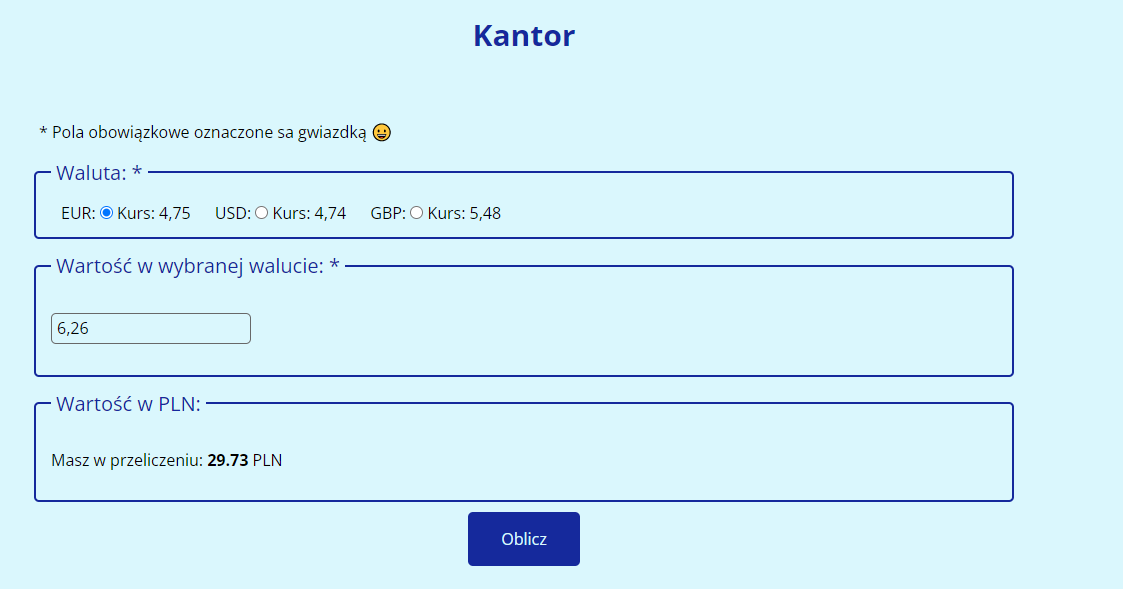 Kantor
* Pola obowiązkowe oznaczone sa gwiazdką 😀
Waluta: *
EUR: Kurs: 4,75 USD: Kurs: 4,74 GBP: Kurs: 5,48
Wartość w wybranej walucie: *
6,26
Wartość w PLN:
Masz w przeliczeniu: 29.73 PLN
Oblicz